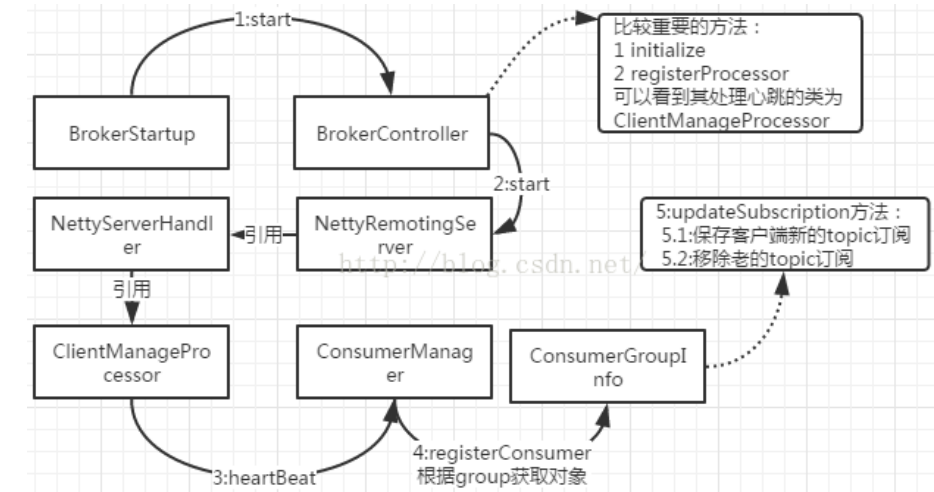 1:start
比较重要的方法：
1 initialize
2 registerProcessor
可以看到其处理心跳的类为
ClientManageProcessor
BrokerStartup
BrokerController
2:start
NettyServerHandl
er
引用
NettyRemotingSe
rver
5:updateSubscription方法：
5.1:保存客户端新的topic订阅
5.2:移除老的topic订阅
http://blog.csdn.net/
引用
ClientManagePro
cessor
ConsumerManag
er
ConsumerGroupI
nfo
3:heartBeat
4:registerConsumer
根据group获取对象